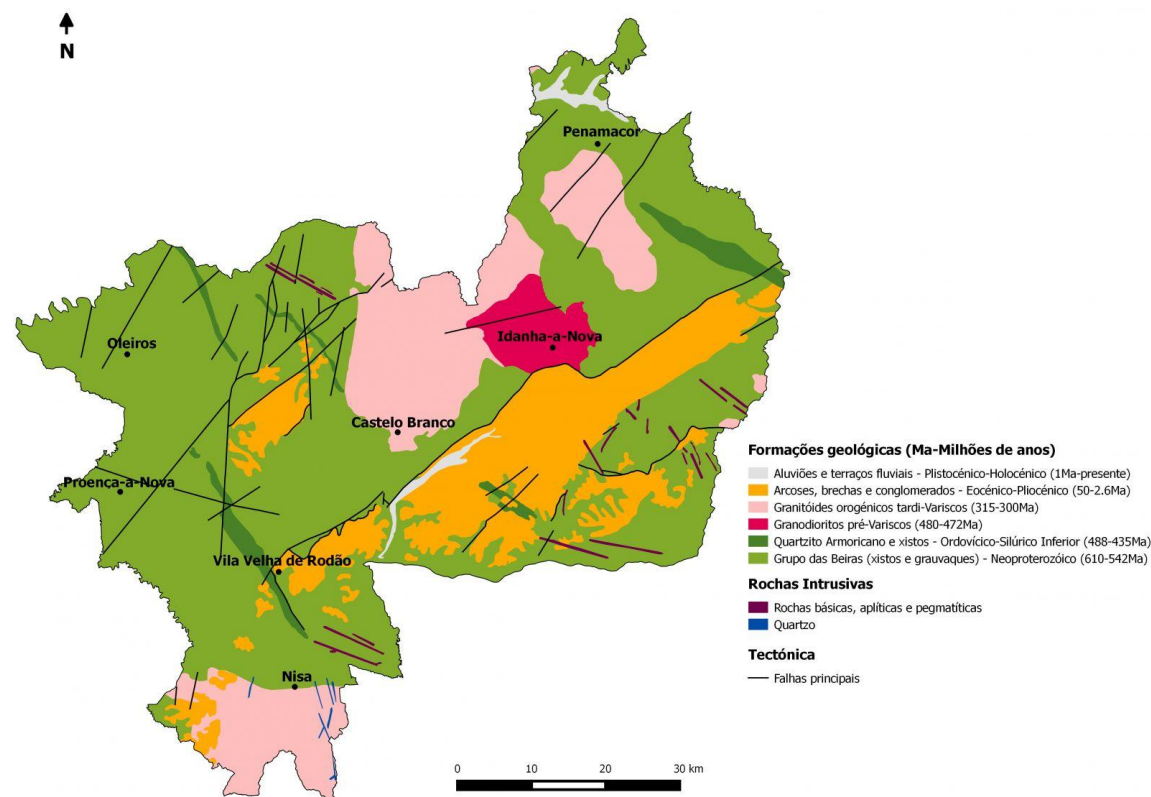 N
Penamacor
Idanha-a-Nova
Oleiros
Castelo Branco
Proença-a-Nova
Vila Velha de Rodão
Nisa
Formações geológicas (Ma-Milhões de anos)
Aluviões e terraços fluviais - Plistocénico-Holocénico (1Ma-presente)
Arcoses, brechas e conglomerados - Eocénico-Pliocénico (50-2.6Ma)
Granitóides orogénicos tardi-Variscos (315-300Ma)
Granodioritos pré-Variscos (480-472Ma)
Quartzito Armoricano e xistos - Ordovícico-Silúrico Inferior (488-435Ma)
Grupo das Beiras (xistos e grauvaques) - Neoproterozóico (610-542Ma)
Rochas Intrusivas
Rochas básicas, aplíticas e pegmatíticas
Quartzo
Tectónica
Falhas principais
0 10 20 30 km